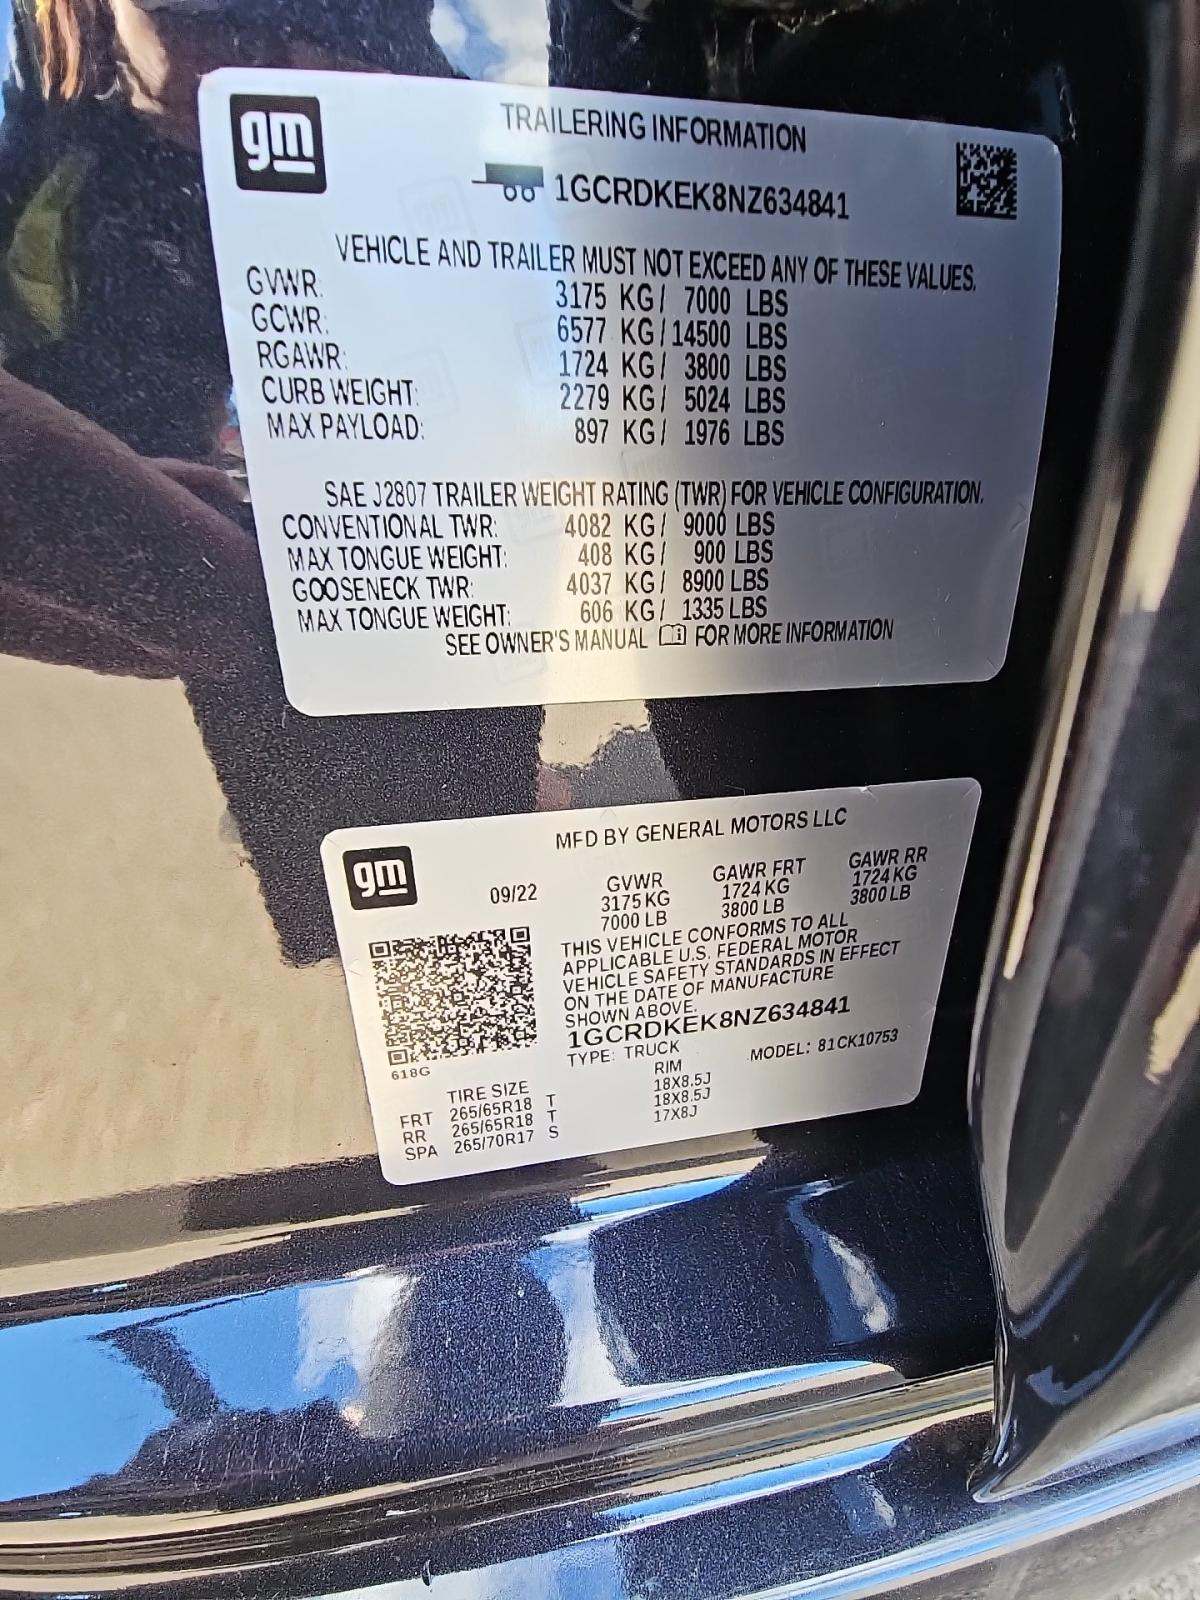 gm
TRAILERING INFORMATION
1GCRDKEK8NZ634841
VEHICLE AND TRAILER MUST NOT EXCEED ANY OF THESE VALUES.
GVWR: 3175 KG/ 7000 LBS
GCWR: 6577 KG/14500 LBS
RGAWR: 1724 KG/ 3800 LBS
CURB WEIGHT: 2279 KG/ 5024 LBS
MAX PAYLOAD: 897 KG/ 1976 LBS
SAE J2807 TRAILER WEIGHT RATING (TWR) FOR VEHICLE CONFIGURATION.
CONVENTIONAL TWR: 4082 KG/ 9000 LBS
MAX TONGUE WEIGHT: 408 KG/ 900 LBS
GOOSENECK TWR: 4037 KG/ 8900 LBS
MAX TONGUE WEIGHT: 606 KG/ 1335 LBS
SEE OWNER'S MANUAL FOR MORE INFORMATION
gm
MFD BY GENERAL MOTORS LLC
09/22 GVWR GAWR FRT GAWR RR
3175 KG 1724 KG 1724 KG
7000 LB 3800 LB 3800 LB
THIS VEHICLE CONFORMS TO ALL
APPLICABLE U.S. FEDERAL MOTOR
VEHICLE SAFETY STANDARDS IN EFFECT
ON THE DATE OF MANUFACTURE
SHOWN ABOVE.
1GCRDKEK8NZ634841
618G
TYPE: TRUCK MODEL: 81CK10753
TIRE SIZE RIM
FRT 265/65R18 T 18X8.5J
RR 265/65R18 T 18X8.5J
SPA 265/70R17 S 17X8J